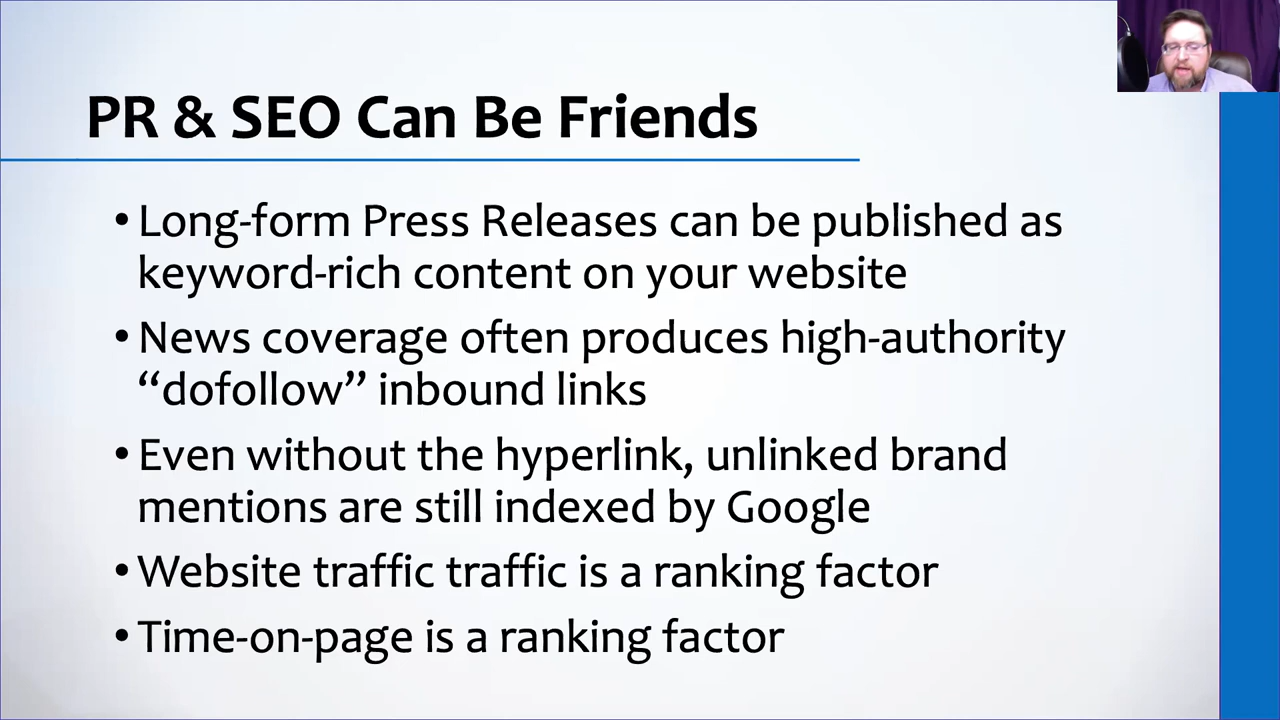 PR & SEO Can Be Friends
• Long-form Press Releases can be published as
keyword-rich content on your website
• News coverage often produces high-authority
“dofollow” inbound links
• Even without the hyperlink, unlinked brand
mentions are still indexed by Google
• Website traffic traffic is a ranking factor
• Time-on-page is a ranking factor